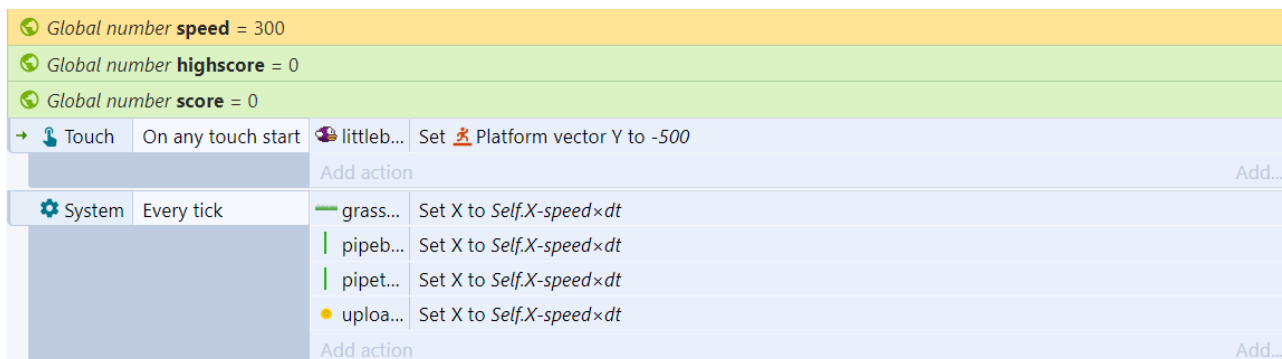 Global number speed = 300
Global number highscore = 0
Global number score = 0
Touch On any touch start littleb... Set Platform vector Y to -500
Add action Add...
System Every tick grass... Set X to Self.X-speed×dt
pipeb... Set X to Self.X-speed×dt
pipet... Set X to Self.X-speed×dt
uploa... Set X to Self.X-speed×dt
Add action Add...